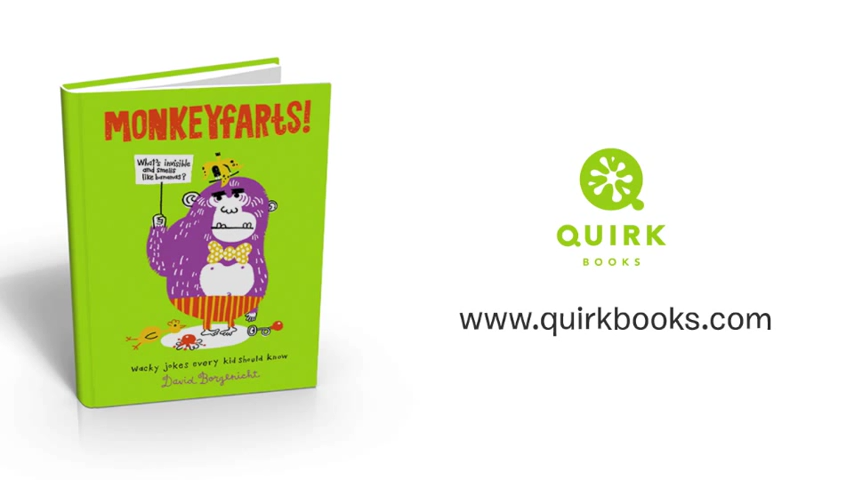 MONKEYFARTS!
What's invisible
and smells
like bananas?
Wacky jokes every kid should know
David Borgenicht
QUIRK
BOOKS
www.quirkbooks.com